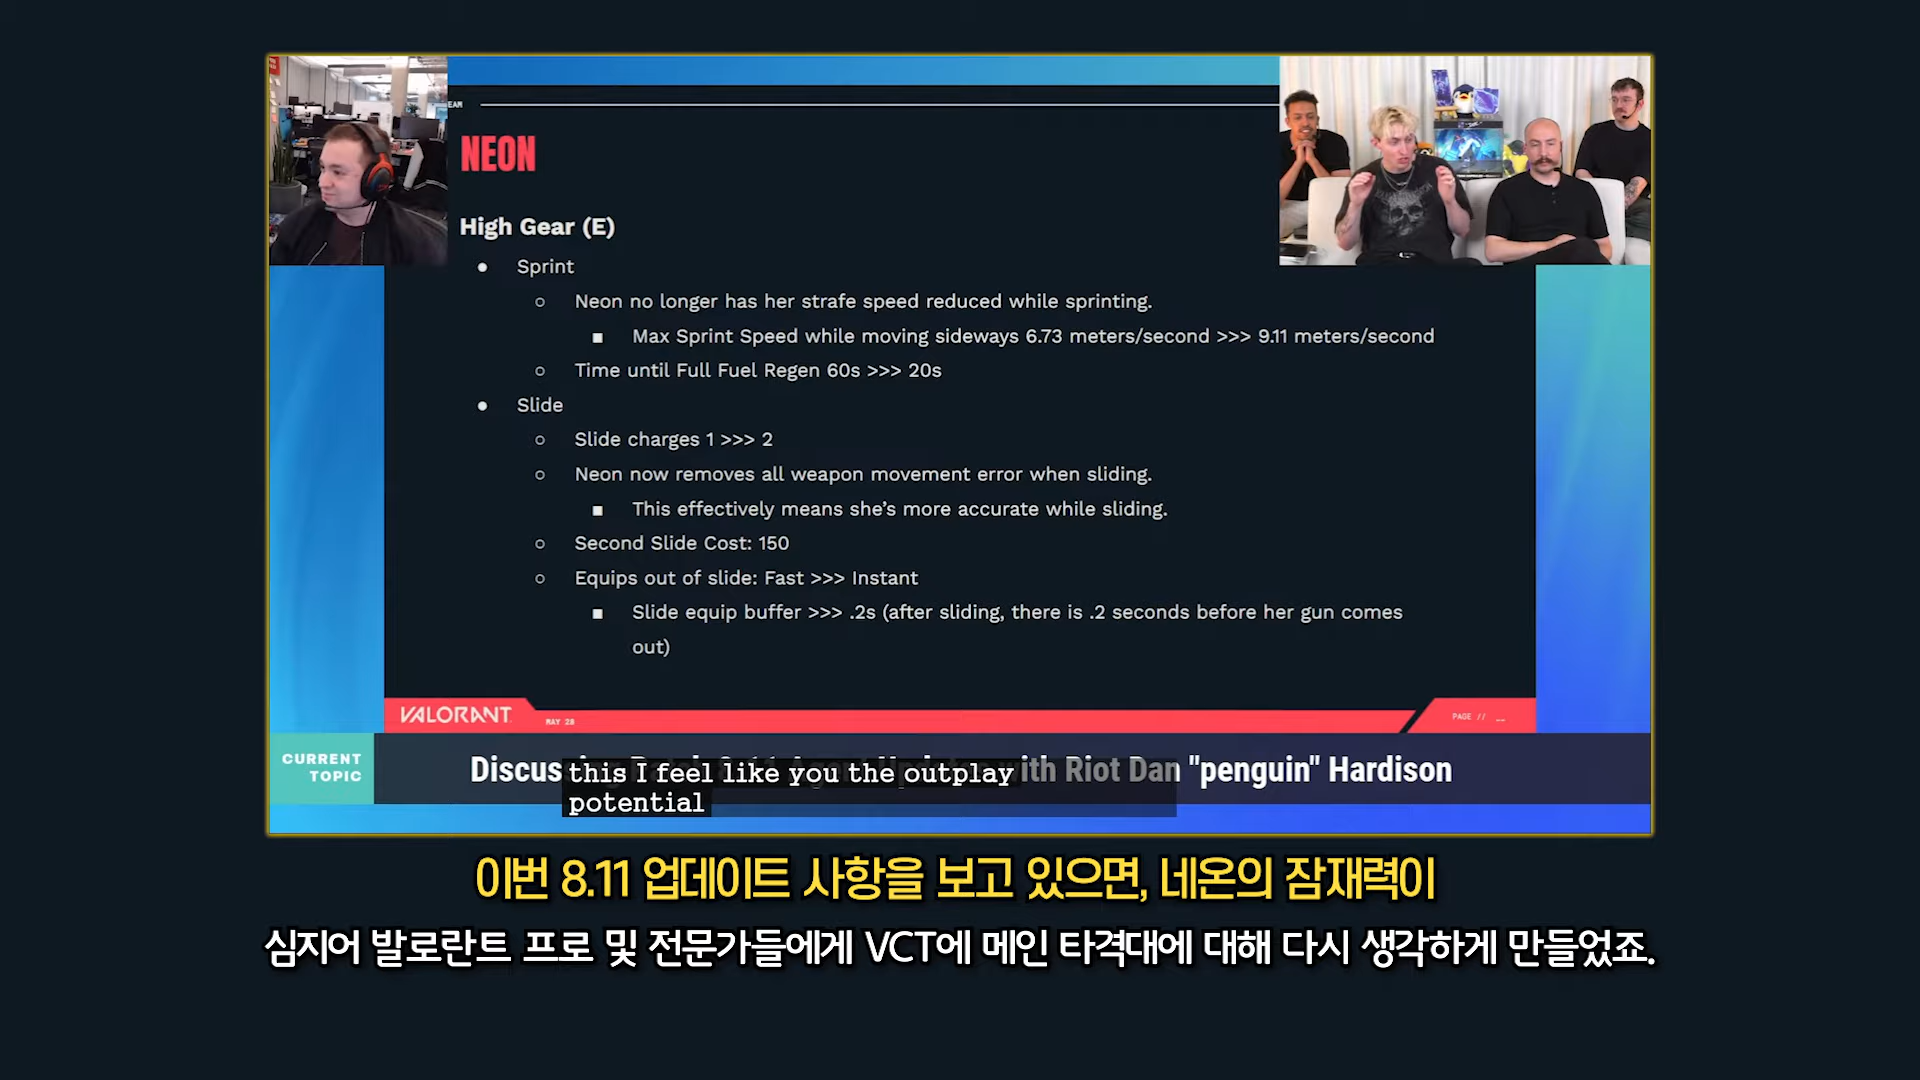 EAM
NEON
High Gear (E)
Sprint
Neon no longer has her strafe speed reduced while sprinting.
Max Sprint Speed while moving sideways 6.73 meters/second >>> 9.11 meters/second
Time until Full Fuel Regen 60s >>> 20s
Slide
Slide charges 1 >>> 2
Neon now removes all weapon movement error when sliding.
This effectively means she's more accurate while sliding.
Second Slide Cost: 150
Equips out of slide: Fast >>> Instant
Slide equip buffer >>> .2s (after sliding, there is .2 seconds before her gun comes
out)
VALORANT
MAY 28
PAGE // __
CURRENT
TOPIC
Discus with Riot Dan "penguin" Hardison
this I feel like you the outplay
potential
이번 8.11 업데이트 사항을 보고 있으면, 네온의 잠재력이
심지어 발로란트 프로 및 전문가들에게 VCT에 메인 타격대에 대해 다시 생각하게 만들었죠.